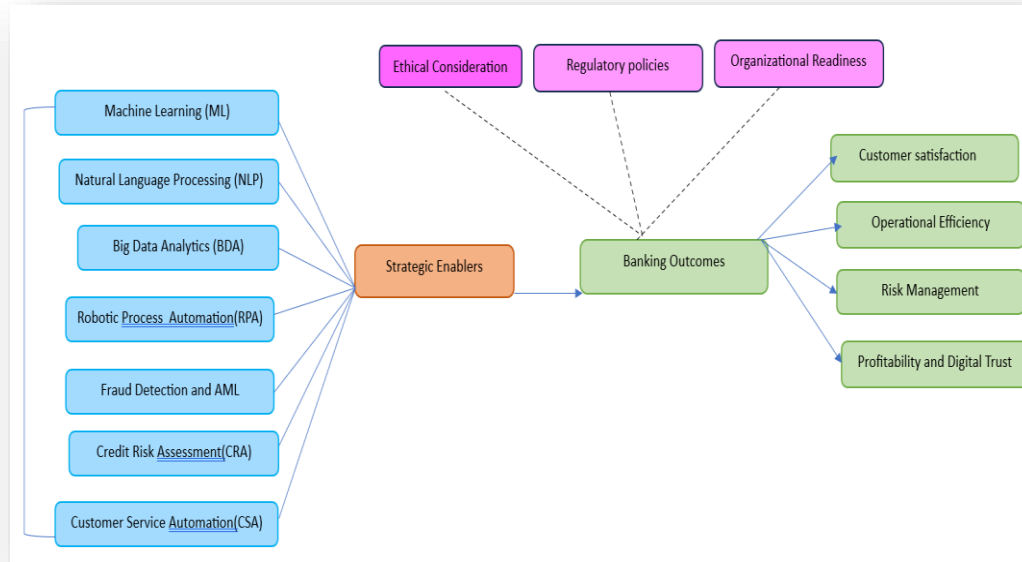 Ethical Consideration
Regulatory policies
Organizational Readiness
Machine Learning (ML)
Natural Language Processing (NLP)
Big Data Analytics (BDA)
Robotic Process Automation(RPA)
Fraud Detection and AML
Credit Risk Assessment(CRA)
Customer Service Automation(CSA)
Strategic Enablers
Banking Outcomes
Customer satisfaction
Operational Efficiency
Risk Management
Profitability and Digital Trust